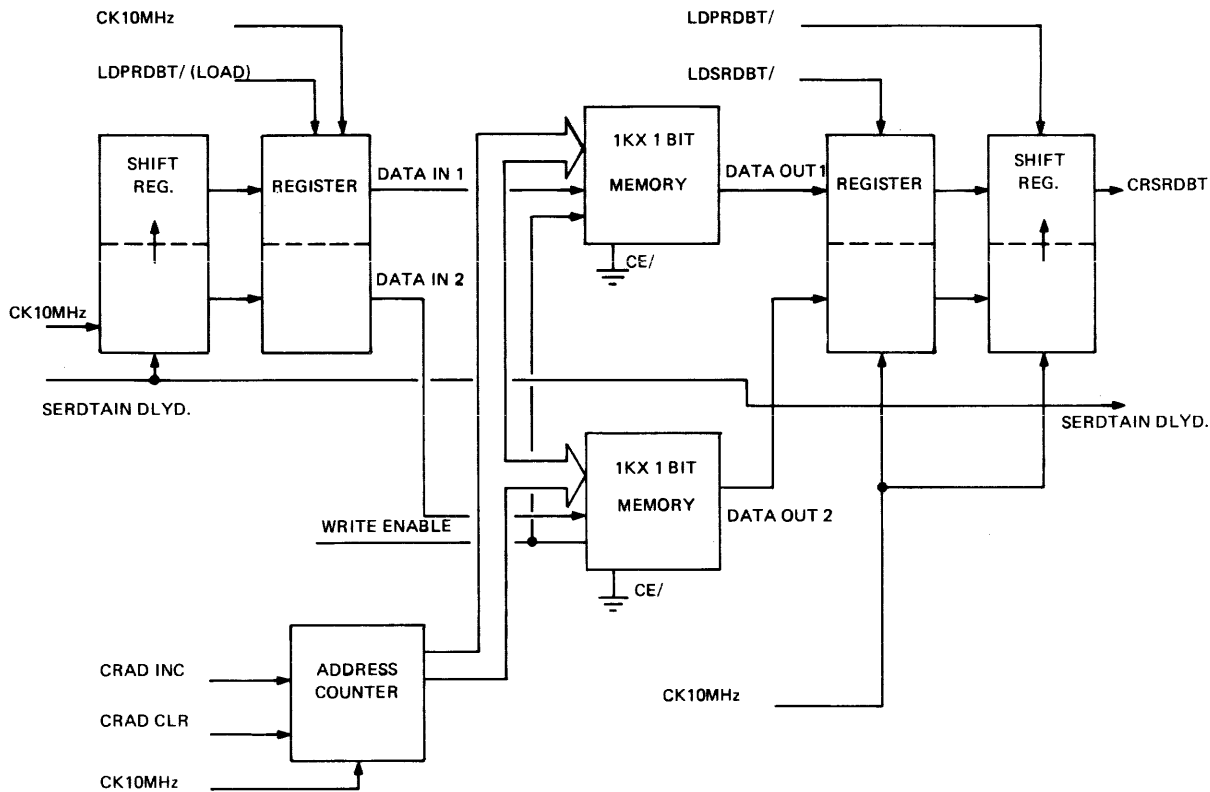 CK10MHz
LDPRDBT/
LDPRDBT/ (LOAD)
LDSRDBT/
SHIFT
REG.
REGISTER
DATA IN 1
1KX 1 BIT
MEMORY
DATA OUT 1
REGISTER
SHIFT
REG.
CRSRDBT
CE/
DATA IN 2
CK10MHz
SERDTAIN DLYD.
SERDTAIN DLYD.
1KX 1 BIT
MEMORY
DATA OUT 2
WRITE ENABLE
CE/
CRAD INC
ADDRESS
COUNTER
CK10MHz
CRAD CLR
CK10MHz